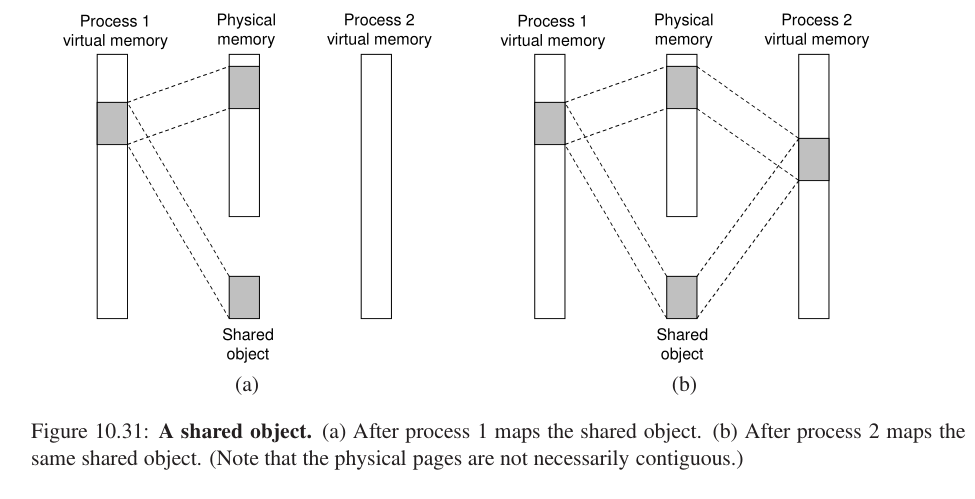 Process 1
virtual memory
Physical
memory
Process 2
virtual memory
Shared
object
(a)
Process 1
virtual memory
Physical
memory
Process 2
virtual memory
Shared
object
(b)
Figure 10.31: A shared object. (a) After process 1 maps the shared object. (b) After process 2 maps the
same shared object. (Note that the physical pages are not necessarily contiguous.)